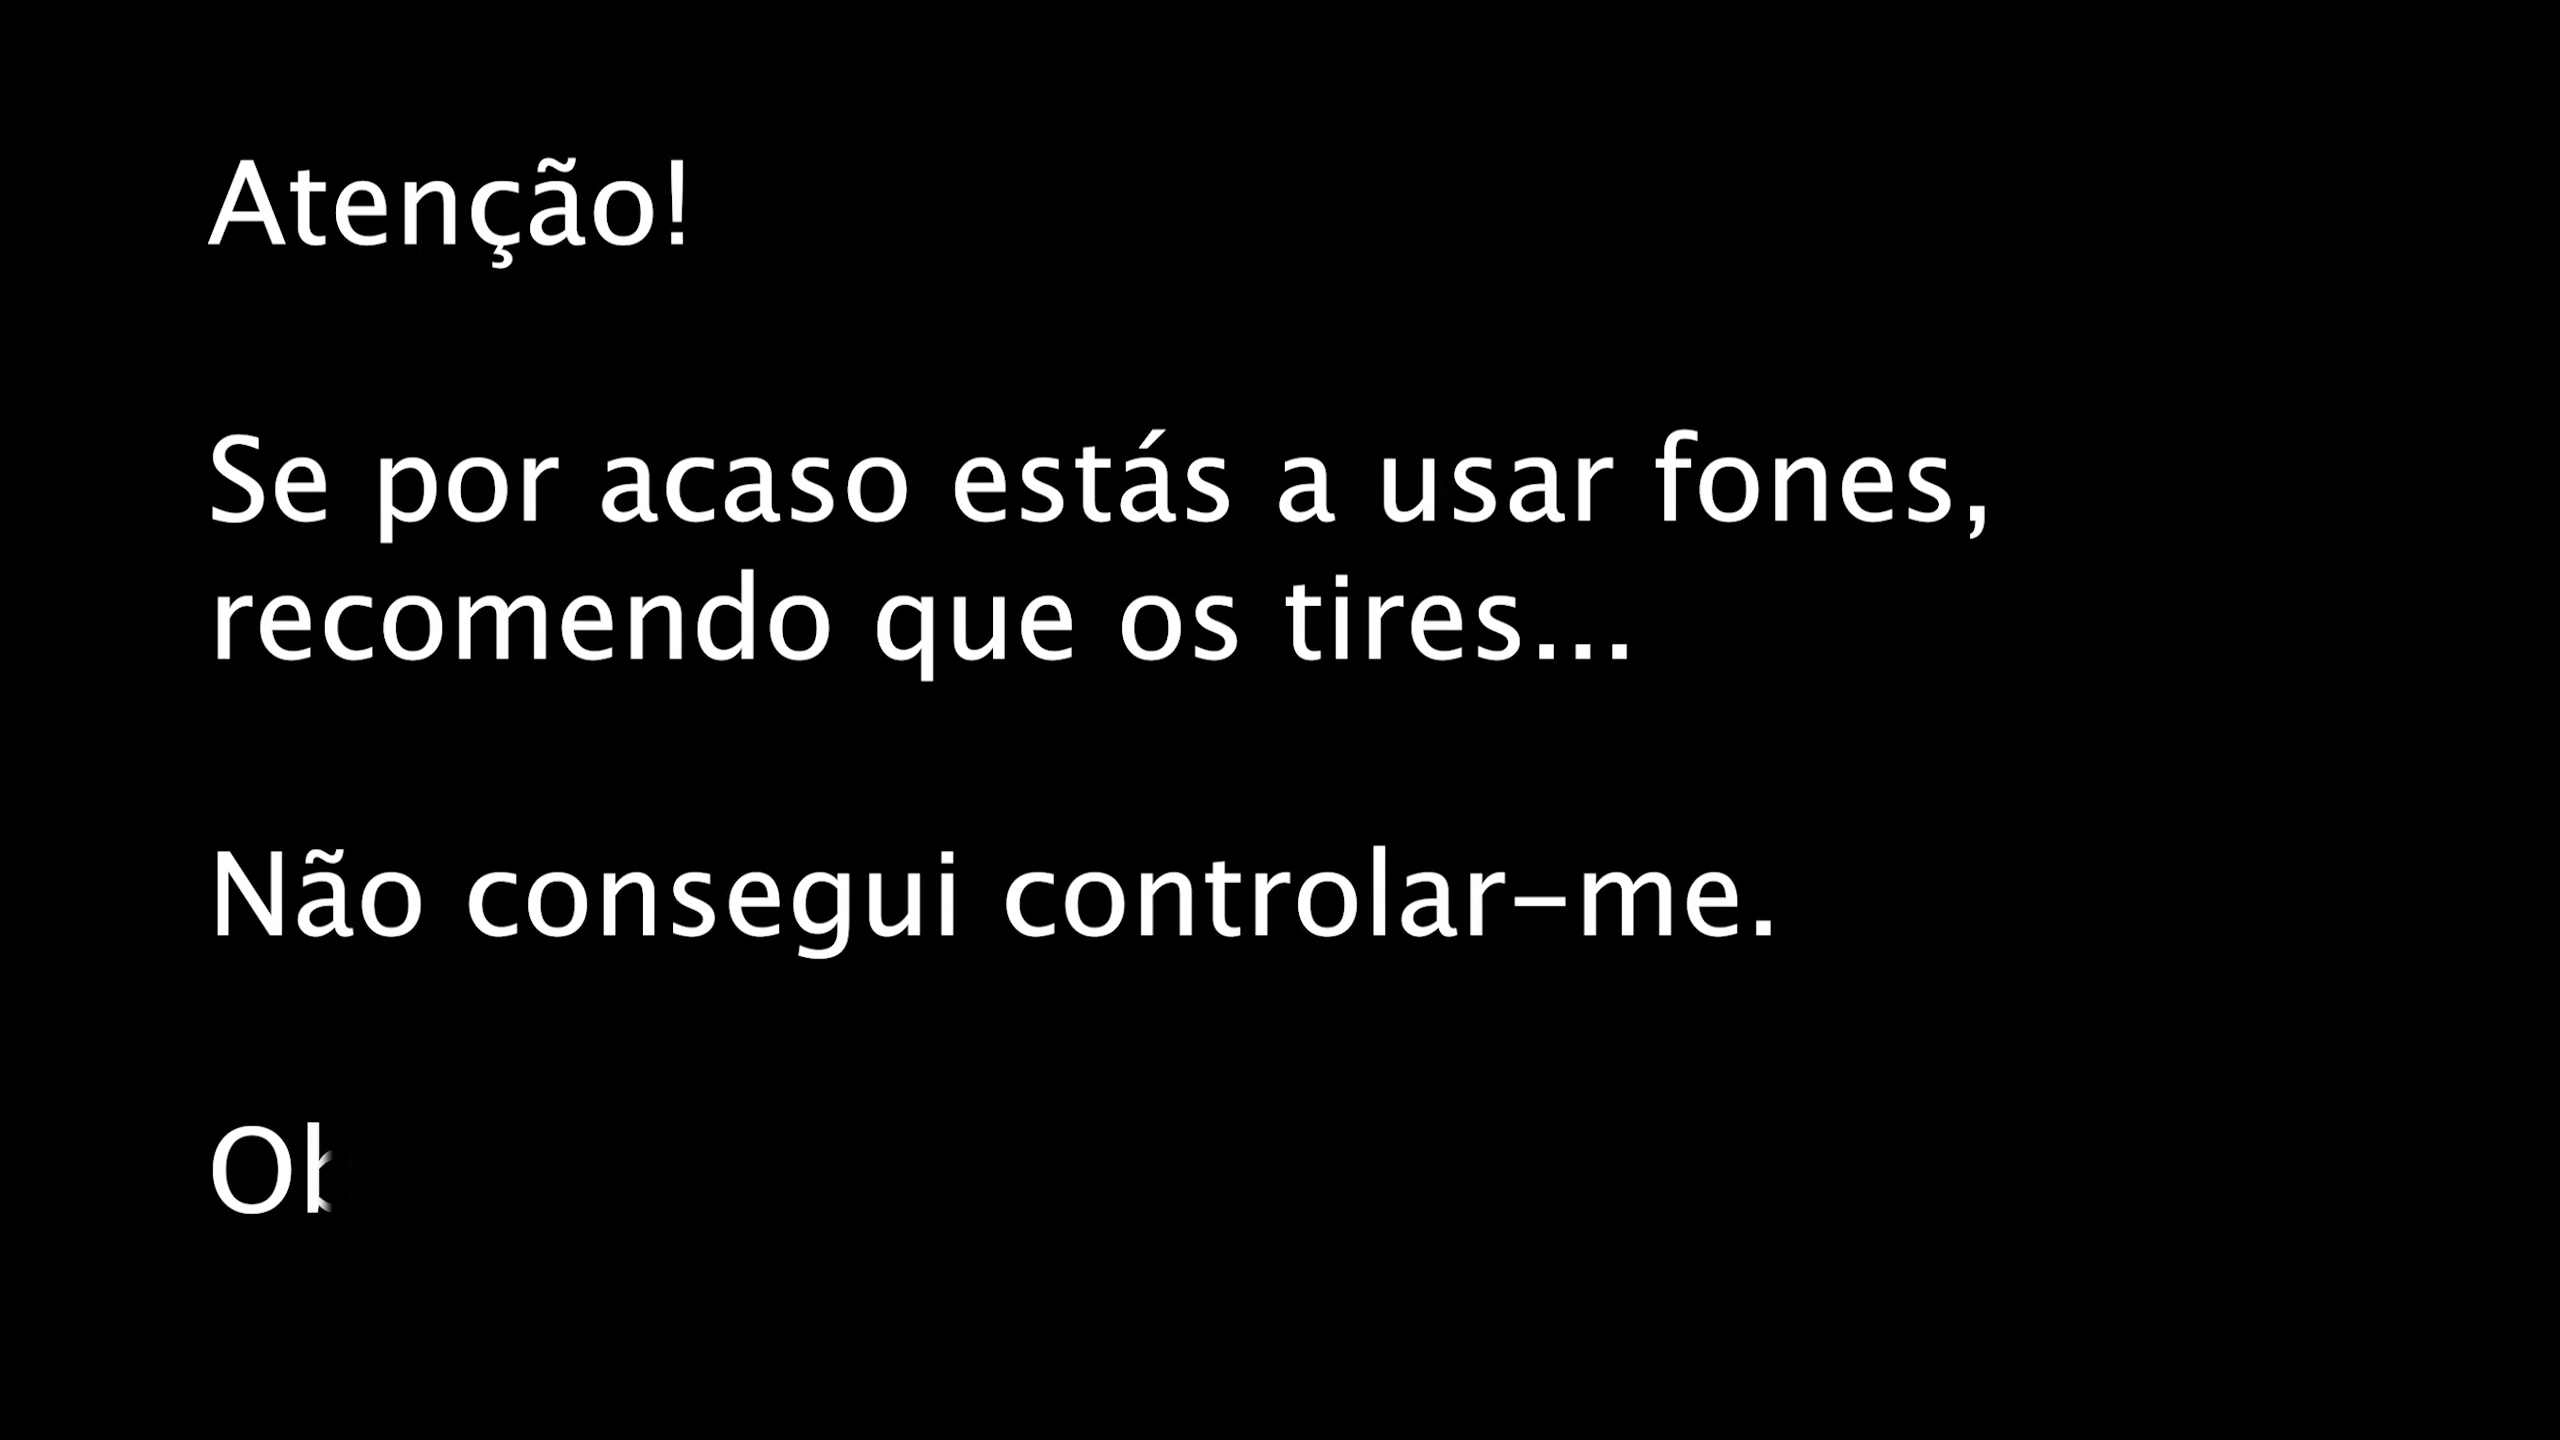 Atenção!
Se por acaso estás a usar fones,
recomendo que os tires...
Não consegui controlar-me.